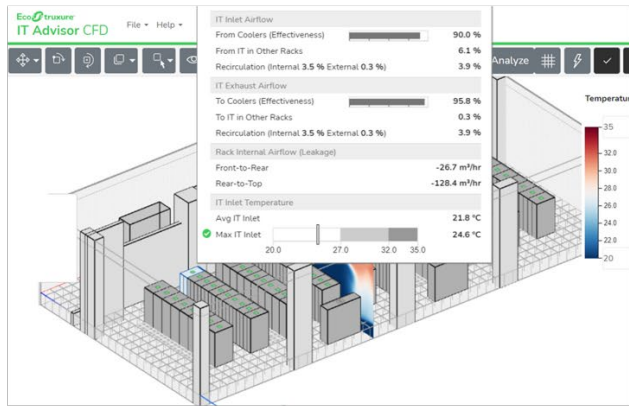 EcoStruxure
IT Advisor CFD
File
Help
IT Inlet Airflow
From Coolers (Effectiveness) 90.0 %
From IT in Other Racks 6.1 %
Recirculation (Internal 3.5 % External 0.3 %) 3.9 %
IT Exhaust Airflow
To Coolers (Effectiveness) 95.8 %
To IT in Other Racks 0.3 %
Recirculation (Internal 3.5 % External 0.3 %) 3.9 %
Rack Internal Airflow (Leakage)
Front-to-Rear -26.7 m³/hr
Rear-to-Top -128.4 m³/hr
IT Inlet Temperature
Avg IT Inlet 21.8 °C
Max IT Inlet 24.6 °C
20.0 27.0 32.0 35.0
Analyze
Temperatu
35
32.0
30.0
28.0
26.0
24.0
22.0
20